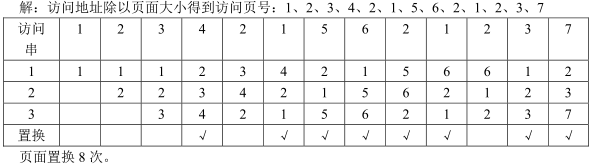 解：访问地址除以页面大小得到访问页号：1、2、3、4、2、1、5、6、2、1、2、3、7
访问串 1 2 3 4 2 1 5 6 2 1 2 3 7
1 1 1 1 2 3 4 2 1 5 6 6 1 2
2 2 2 3 4 2 1 5 6 2 1 2 3
3 3 4 2 1 5 6 2 1 2 3 7
置换 √ √ √ √ √ √ √ √
页面置换 8 次。